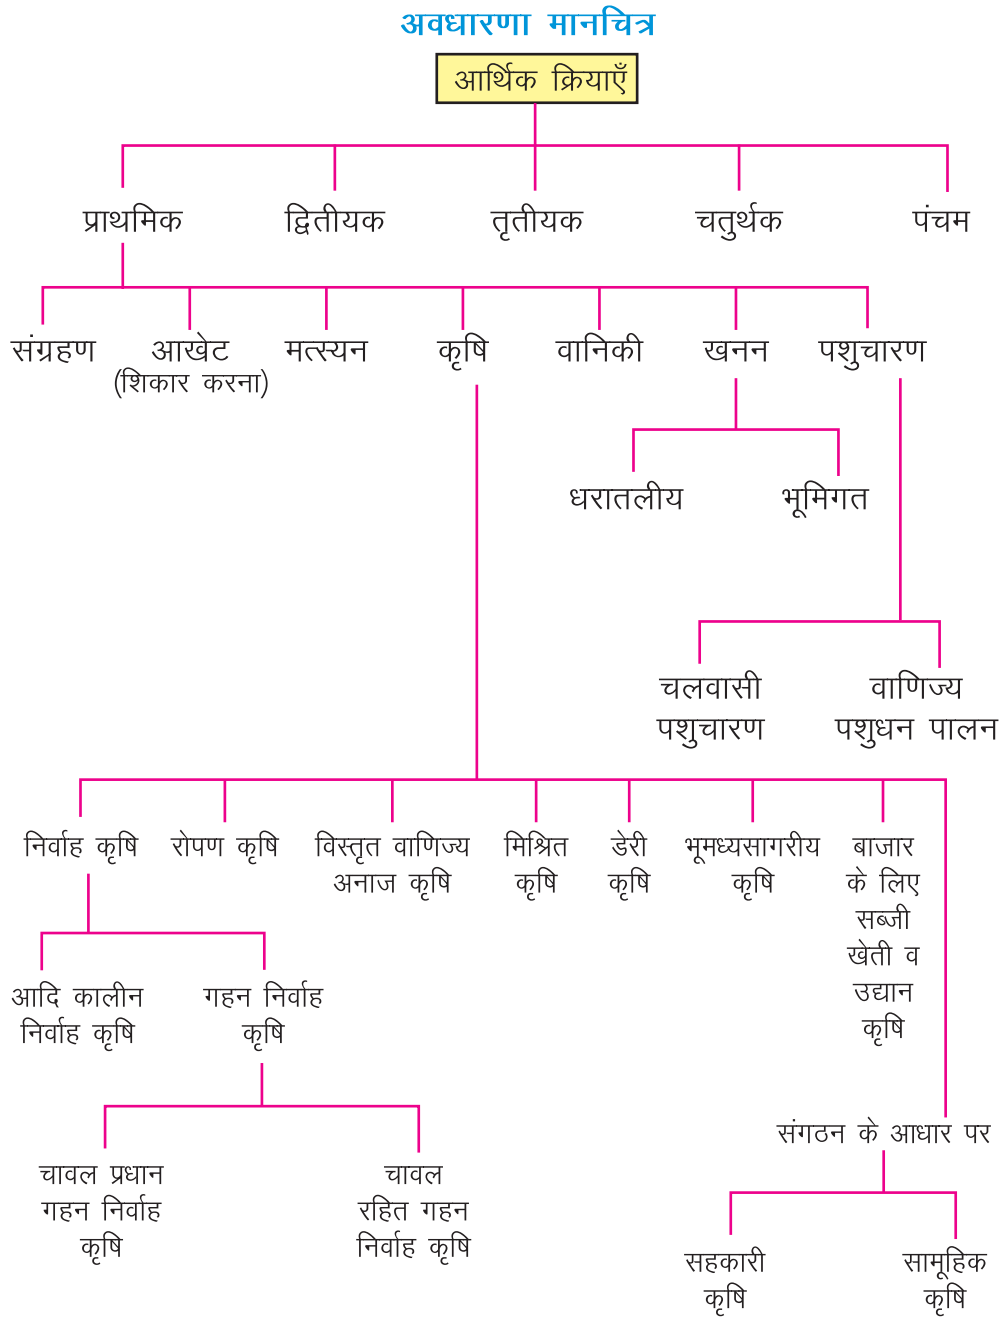 अवधारणा मानचित्र
आर्थिक क्रियाएँ
प्राथमिक द्वितीयक तृतीयक चतुर्थक पंचम
संग्रहण आखेट मत्स्यन कृषि वानिकी खनन पशुचारण
(शिकार करना)
धरातलीय भूमिगत
चलवासी वाणिज्य
पशुचारण पशुधन पालन
निर्वाह कृषि रोपण कृषि विस्तृत वाणिज्य मिश्रित डेरी भूमध्यसागरीय बाजार
अनाज कृषि कृषि कृषि कृषि के लिए
सब्जी
खेती व
उद्यान
कृषि
आदि कालीन गहन निर्वाह
निर्वाह कृषि कृषि
संगठन के आधार पर
चावल प्रधान चावल
गहन निर्वाह रहित गहन
कृषि निर्वाह कृषि
सहकारी सामूहिक
कृषि कृषि